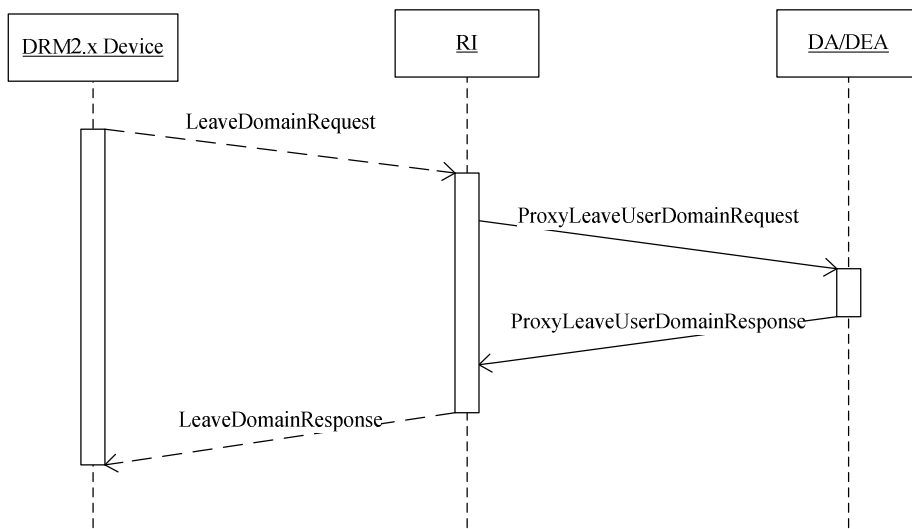 DRM2.x Device
RI
DA/DEA
LeaveDomainRequest
ProxyLeaveUserDomainRequest
ProxyLeaveUserDomainResponse
LeaveDomainResponse